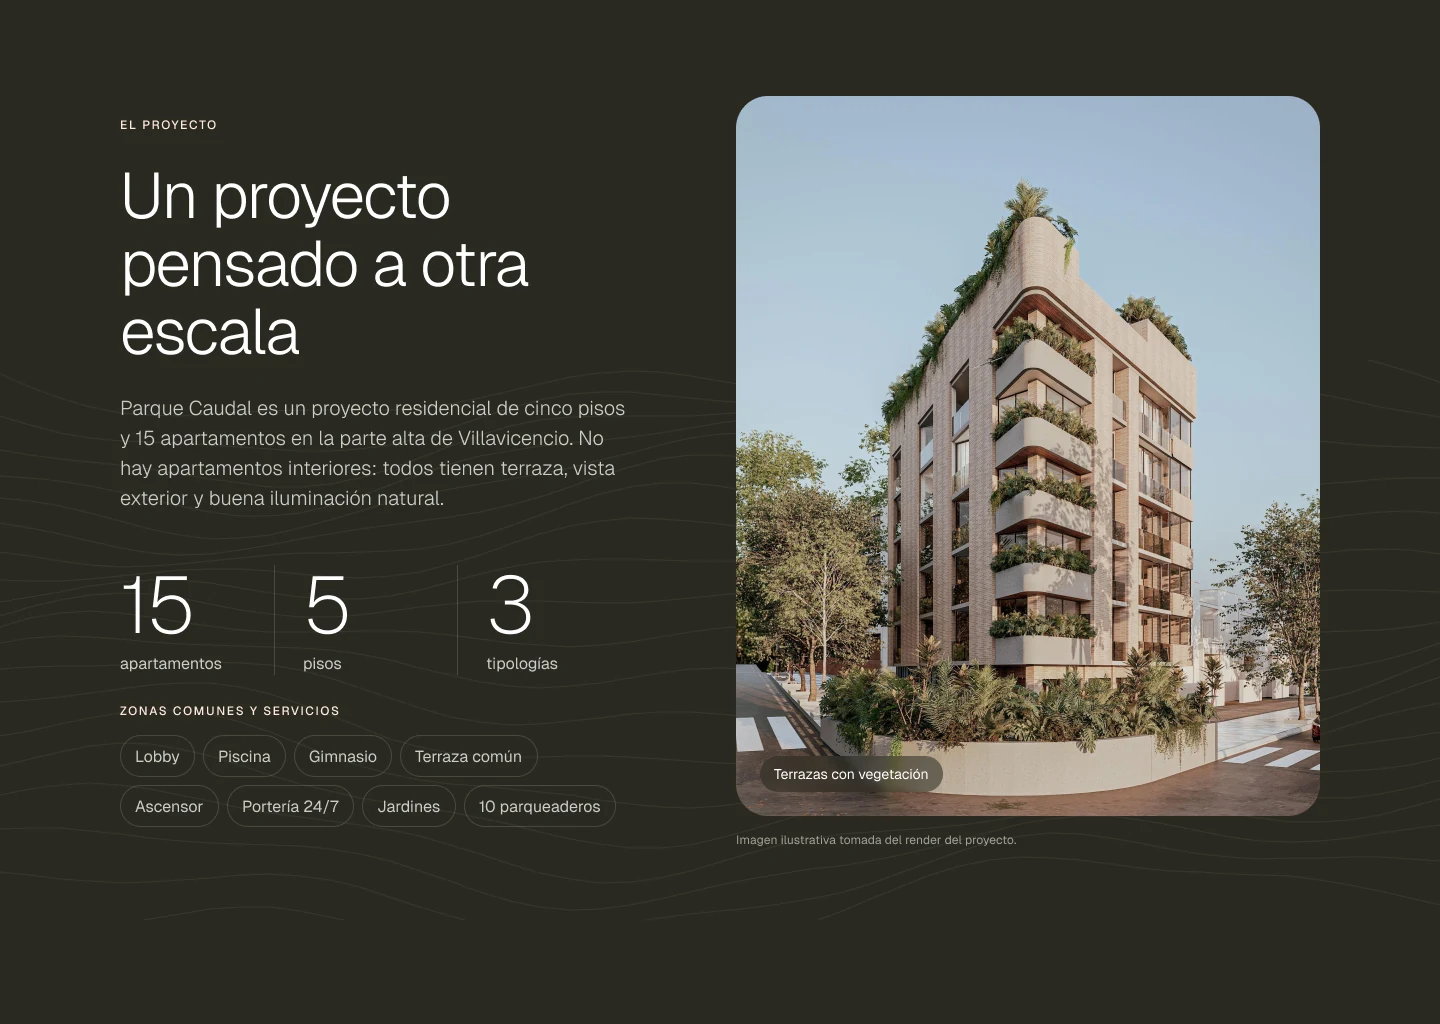 EL PROYECTO
Un proyecto
pensado a otra
escala
Parque Caudal es un proyecto residencial de cinco pisos
y 15 apartamentos en la parte alta de Villavicencio. No
hay apartamentos interiores: todos tienen terraza, vista
exterior y buena iluminación natural.
15
apartamentos
5
pisos
3
tipologías
ZONAS COMUNES Y SERVICIOS
Lobby
Piscina
Gimnasio
Terraza común
Ascensor
Portería 24/7
Jardines
10 parqueaderos
Terrazas con vegetación
Imagen ilustrativa tomada del render del proyecto.